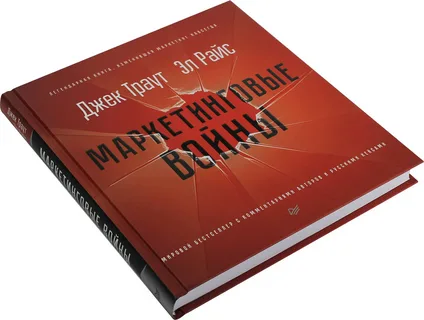 ЛЕГЕНДАРНАЯ КНИГА, ИЗМЕНИВШАЯ МАРКЕТИНГ НАВСЕГДА
Джек Траут Эл Райс
МАРКЕТИНГОВЫЕ
ВОЙНЫ
МИРОВОЙ БЕСТСЕЛЛЕР С КОММЕНТАРИЯМИ АВТОРОВ И РУССКИМИ КЕЙСАМИ
Джек Траут
МАРКЕТИНГОВЫЕ ВОЙНЫ